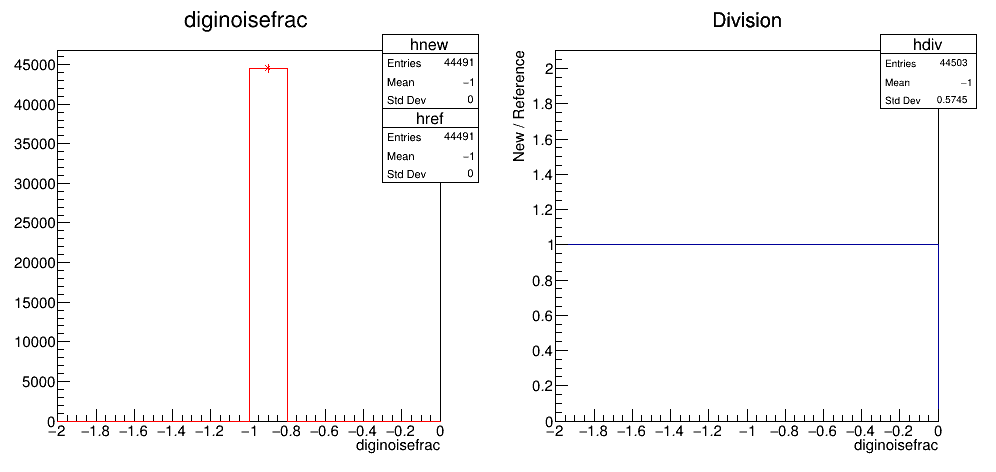 diginoisefrac
hnew
Entries 44491
Mean −1
Std Dev 0
href
Entries 44491
Mean −1
Std Dev 0
45000
40000
35000
30000
25000
20000
15000
10000
5000
0
−2 −1.8 −1.6 −1.4 −1.2 −1 −0.8 −0.6 −0.4 −0.2 0
diginoisefrac
Division
hdiv
Entries 44503
Mean −1
Std Dev 0.5745
New / Reference
2
1.8
1.6
1.4
1.2
1
0.8
0.6
0.4
0.2
0
−2 −1.8 −1.6 −1.4 −1.2 −1 −0.8 −0.6 −0.4 −0.2 0
diginoisefrac